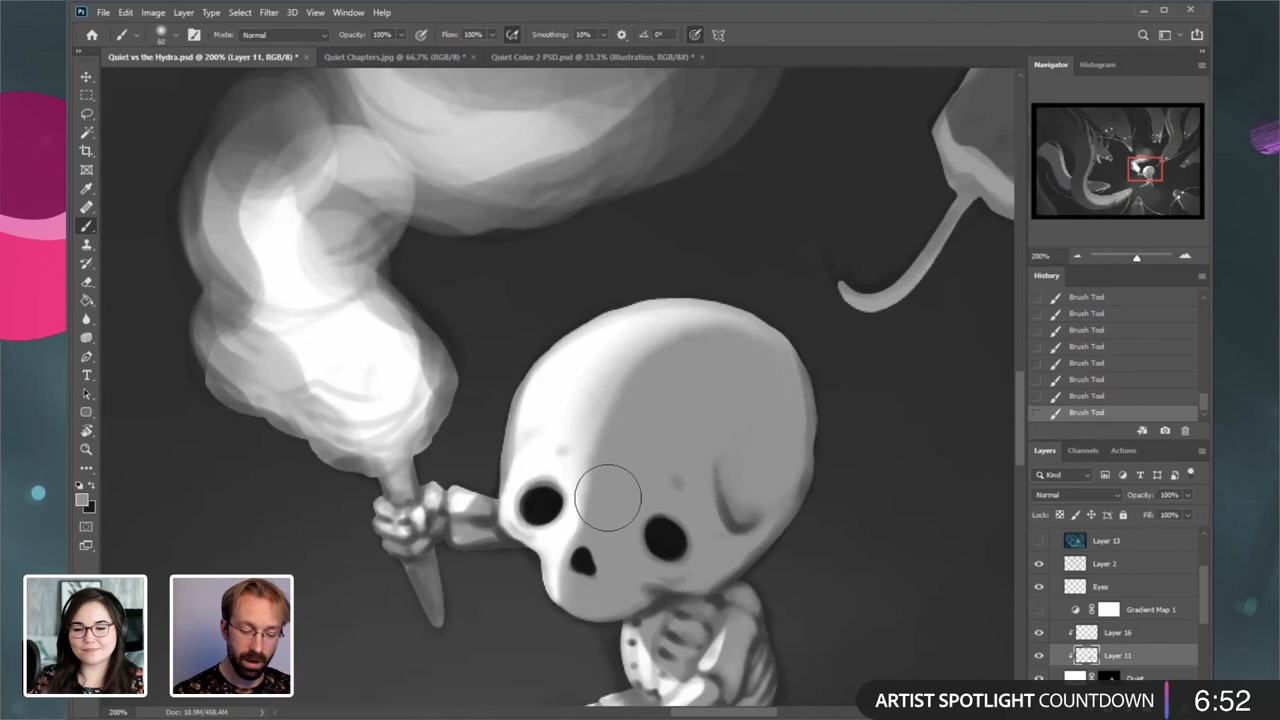 Ps File Edit Image Layer Type Select Filter 3D View Window Help
60 Mode: Normal Opacity: 100% Flow: 100% Smoothing: 10% 0°
Quiet vs the Hydra.psd @ 200% (Layer 11, RGB/8) * × Quiet Chapters.jpg @ 66.7% (RGB/8) * × Quiet Color 2 PSD.psd @ 33.3% (Illustration, RGB/8#) * ×
Navigator Histogram
200%
History
Brush Tool
Brush Tool
Brush Tool
Brush Tool
Brush Tool
Brush Tool
Brush Tool
Brush Tool
Layers Channels Actions
Kind
Normal Opacity: 100%
Lock: Fill: 100%
Layer 13
Layer 2
Eyes
Gradient Map 1
Layer 16
Layer 11
Quiet
200% Doc: 18.9M/458.4M
ARTIST SPOTLIGHT COUNTDOWN 6:52